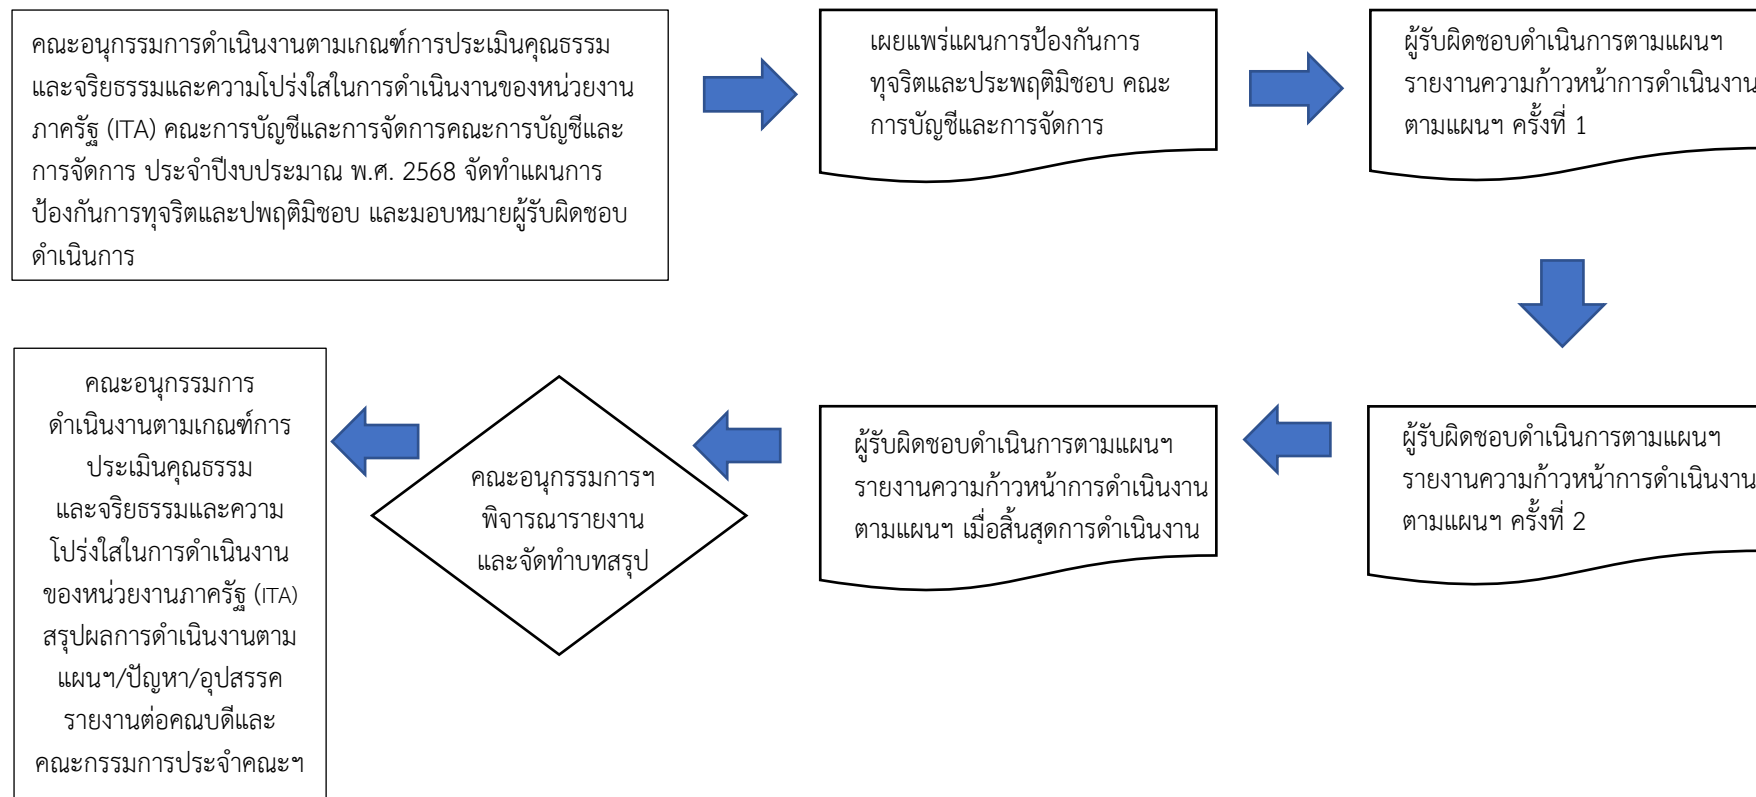 คณะอนุกรรมการดำเนินงานตามเกณฑ์การประเมินคุณธรรม
และจริยธรรมและความโปร่งใสในการดำเนินงานของหน่วยงาน
ภาครัฐ (ITA) คณะการบัญชีและการจัดการคณะการบัญชีและ
การจัดการ ประจำปีงบประมาณ พ.ศ. 2568 จัดทำแผนการ
ป้องกันการทุจริตและปพฤติมิชอบ และมอบหมายผู้รับผิดชอบ
ดำเนินการ
เผยแพร่แผนการป้องกันการ
ทุจริตและประพฤติมิชอบ คณะ
การบัญชีและการจัดการ
ผู้รับผิดชอบดำเนินการตามแผนฯ
รายงานความก้าวหน้าการดำเนินงาน
ตามแผนฯ ครั้งที่ 1
ผู้รับผิดชอบดำเนินการตามแผนฯ
รายงานความก้าวหน้าการดำเนินงาน
ตามแผนฯ ครั้งที่ 2
ผู้รับผิดชอบดำเนินการตามแผนฯ
รายงานความก้าวหน้าการดำเนินงาน
ตามแผนฯ เมื่อสิ้นสุดการดำเนินงาน
คณะอนุกรรมการฯ
พิจารณารายงาน
และจัดทำบทสรุป
คณะอนุกรรมการ
ดำเนินงานตามเกณฑ์การ
ประเมินคุณธรรม
และจริยธรรมและความ
โปร่งใสในการดำเนินงาน
ของหน่วยงานภาครัฐ (ITA)
สรุปผลการดำเนินงานตาม
แผนฯ/ปัญหา/อุปสรรค
รายงานต่อคณบดีและ
คณะกรรมการประจำคณะฯ